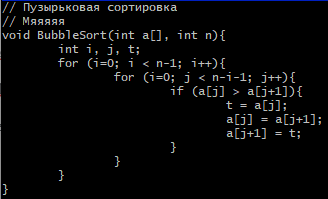 // Пузырьковая сортировка
// Мяяяяя
void BubbleSort(int a[], int n){
int i, j, t;
for (i=0; i < n-1; i++){
for (i=0; j < n-i-1; j++){
if (a[j] > a[j+1]){
t = a[j];
a[j] = a[j+1];
a[j+1] = t;
}
}
}
}